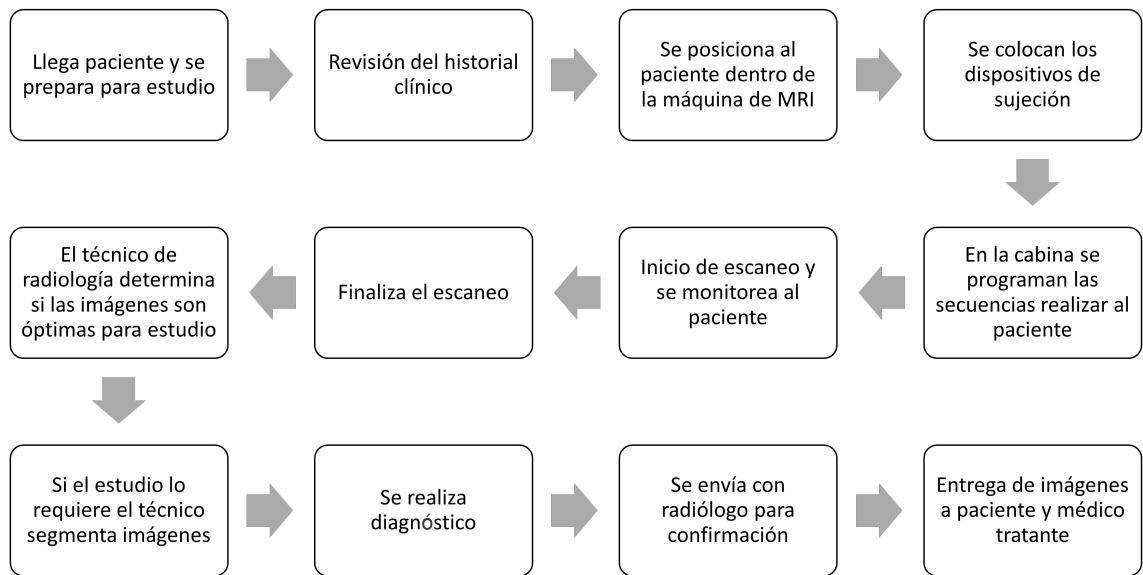 Llega paciente y se
prepara para estudio
Revisión del historial
clínico
Se posiciona al
paciente dentro de
la máquina de MRI
Se colocan los
dispositivos de
sujeción
En la cabina se
programan las
secuencias realizar al
paciente
Inicio de escaneo y
se monitorea al
paciente
Finaliza el escaneo
El técnico de
radiología determina
si las imágenes son
óptimas para estudio
Si el estudio lo
requiere el técnico
segmenta imágenes
Se realiza
diagnóstico
Se envía con
radiólogo para
confirmación
Entrega de imágenes
a paciente y médico
tratante